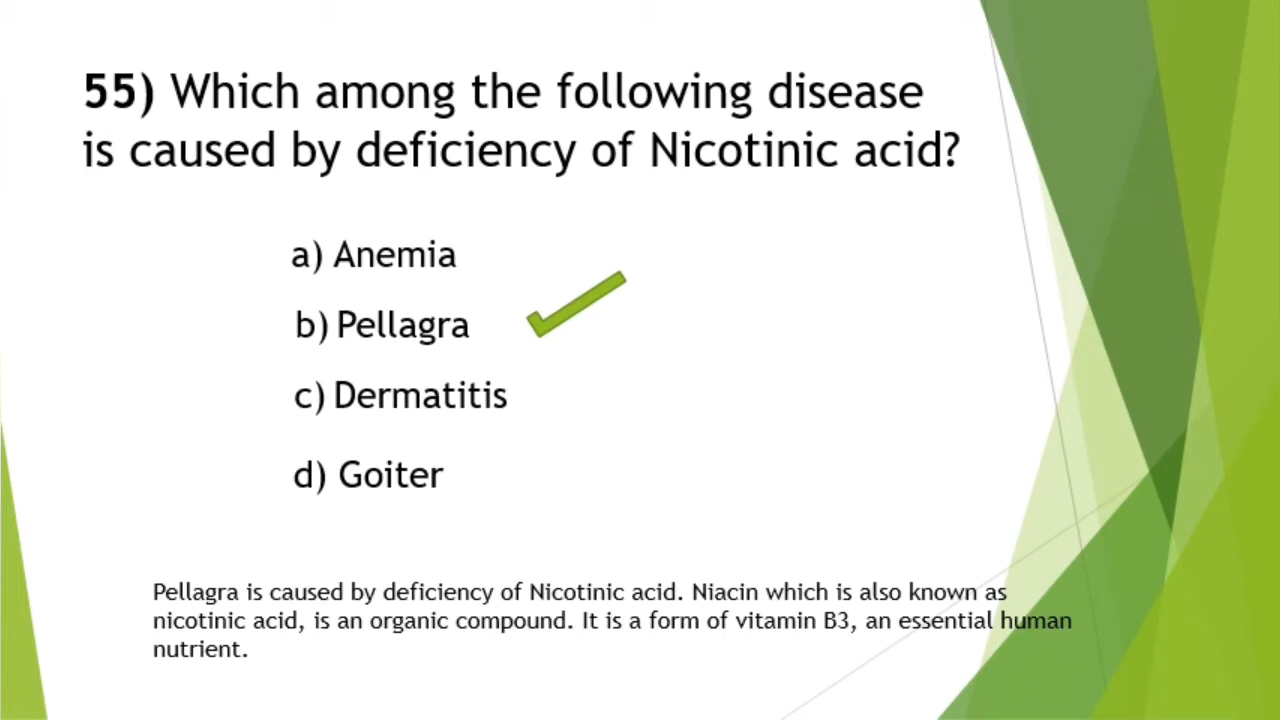 55) Which among the following disease
is caused by deficiency of Nicotinic acid?
a) Anemia
b) Pellagra
c) Dermatitis
d) Goiter
Pellagra is caused by deficiency of Nicotinic acid. Niacin which is also known as
nicotinic acid, is an organic compound. It is a form of vitamin B3, an essential human
nutrient.